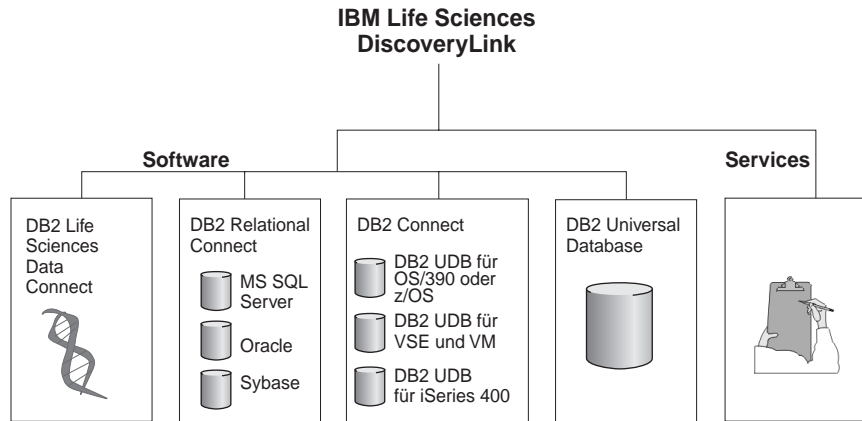 IBM Life Sciences
DiscoveryLink
Software
Services
DB2 Life
Sciences
Data
Connect
DB2 Relational
Connect
MS SQL
Server
Oracle
Sybase
DB2 Connect
DB2 UDB für
OS/390 oder
z/OS
DB2 UDB für
VSE und VM
DB2 UDB
für iSeries 400
DB2 Universal
Database